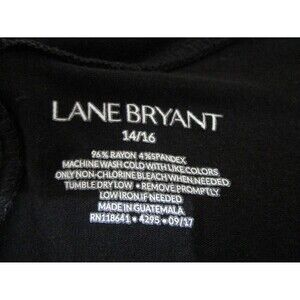 LANE BRYANT
14/16
96% RAYON 4%SPANDEX
MACHINE WASH COLD WITH LIKE COLORS
ONLY NON-CHLORINE BLEACH WHEN NEEDED
TUMBLE DRY LOW • REMOVE PROMPTLY
LOW IRON, IF NEEDED
MADE IN GUATEMALA
RN118641 • 4295 • 09/17